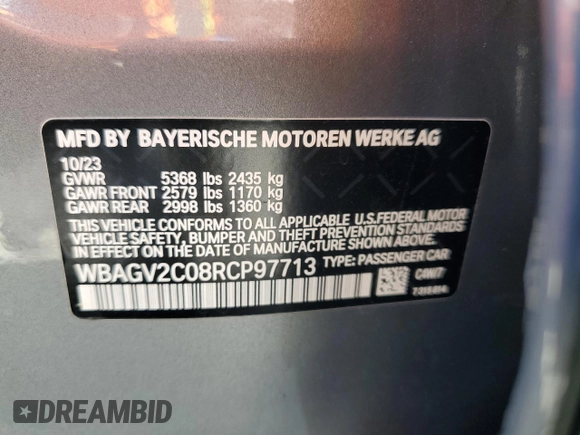 MFD BY BAYERISCHE MOTOREN WERKE AG
10/23
GVWR 5368 lbs 2435 kg
GAWR FRONT 2579 lbs 1170 kg
GAWR REAR 2998 lbs 1360 kg
THIS VEHICLE CONFORMS TO ALL APPLICABLE U.S.FEDERAL MOTOR
VEHICLE SAFETY, BUMPER AND THEFT PREVENTION STANDARDS
IN EFFECT ON THE DATE OF MANUFACTURE SHOWN ABOVE.
WBAGV2C08RCP97713 TYPE: PASSENGER CAR
C4W7
DREAMBID